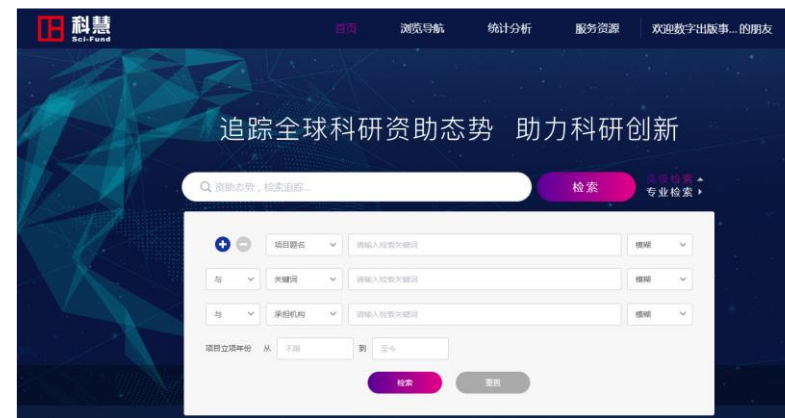 科慧
Sci-Fund
首页 浏览导航 统计分析 服务资源 欢迎数字出版事...的朋友
追踪全球科研资助态势 助力科研创新
资助态势，检索追踪... 检索 高级检索
专业检索
项目题名 请输入检索关键词 模糊
与 关键词 请输入检索关键词 模糊
与 承担机构 请输入检索关键词 模糊
项目立项年份 从 不限 到 至今
检索 重置